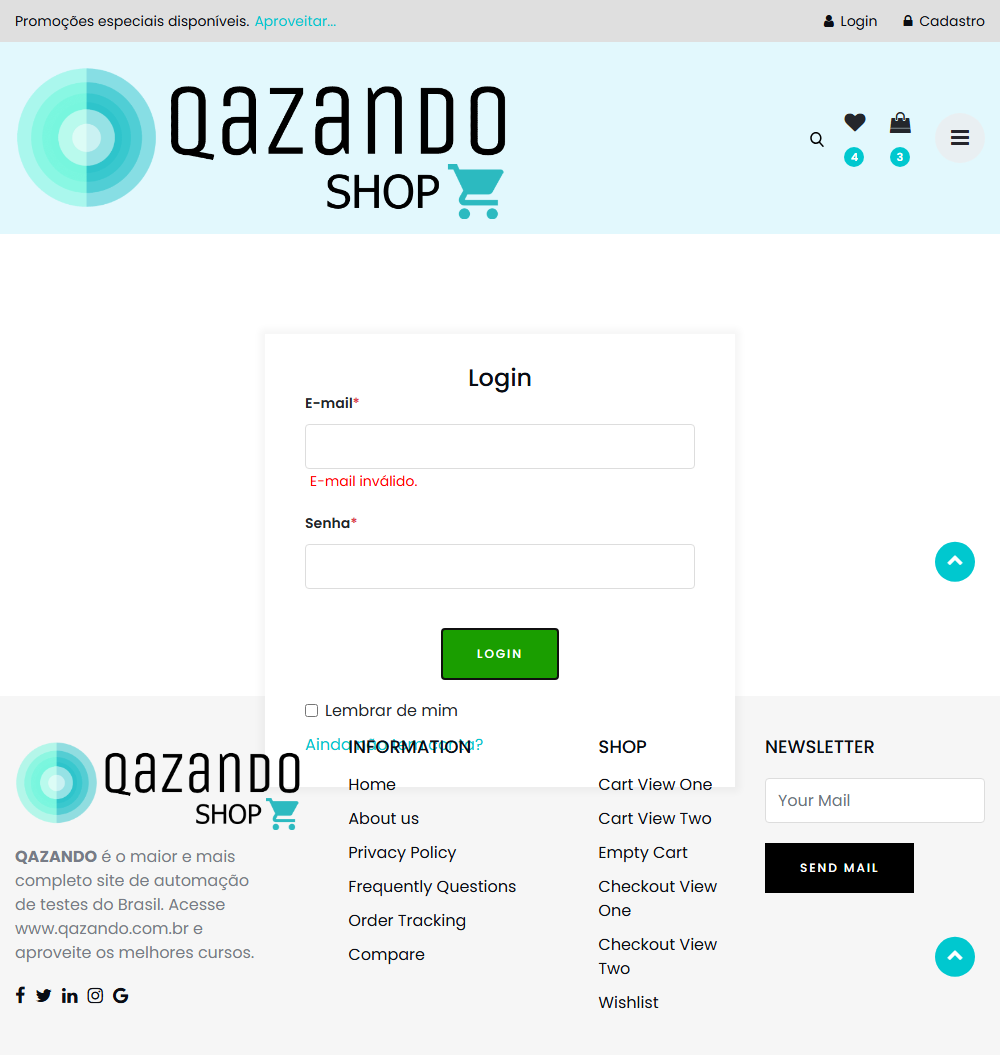 Promoções especiais disponíveis. Aproveitar...
Login
Cadastro
QAZANDO
SHOP
4
3
Login
E-mail*
E-mail inválido.
Senha*
LOGIN
Lembrar de mim
Ainda não tem conta?
QAZANDO
SHOP
QAZANDO é o maior e mais
completo site de automação
de testes do Brasil. Acesse
www.qazando.com.br e
aproveite os melhores cursos.
INFORMATION
Home
About us
Privacy Policy
Frequently Questions
Order Tracking
Compare
SHOP
Cart View One
Cart View Two
Empty Cart
Checkout View
One
Checkout View
Two
Wishlist
NEWSLETTER
Your Mail
SEND MAIL